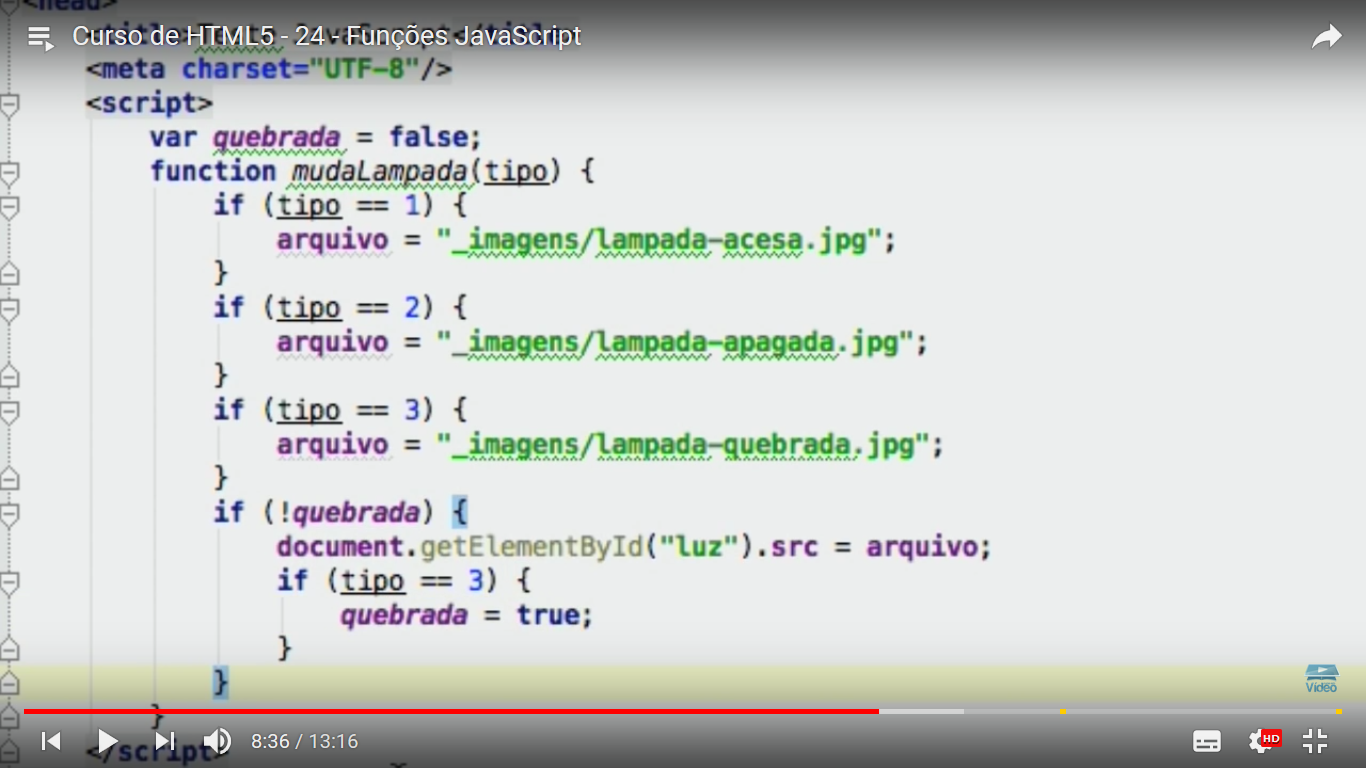 <head>
Curso de HTML5 - 24 - Funções JavaScript
<meta charset="UTF-8"/>
<script>
var quebrada = false;
function mudaLampada(tipo) {
if (tipo == 1) {
arquivo = "_imagens/lampada-acesa.jpg";
}
if (tipo == 2) {
arquivo = "_imagens/lampada-apagada.jpg";
}
if (tipo == 3) {
arquivo = "_imagens/lampada-quebrada.jpg";
}
if (!quebrada) {
document.getElementById("luz").src = arquivo;
if (tipo == 3) {
quebrada = true;
}
}
}
</script>
Vídeo
8:36 / 13:16
HD